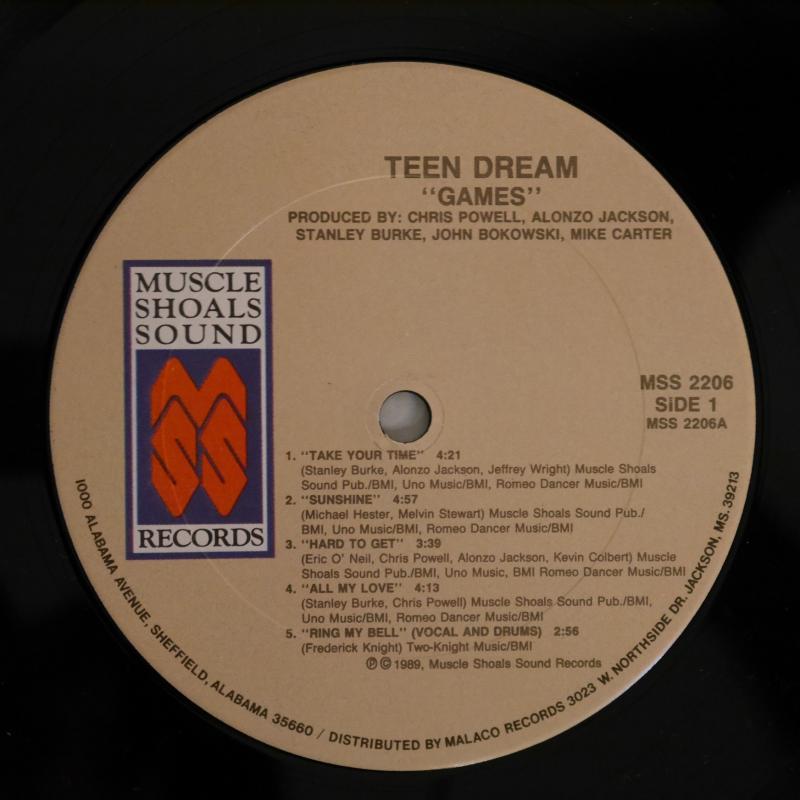 TEEN DREAM
"GAMES"
PRODUCED BY: CHRIS POWELL, ALONZO JACKSON,
STANLEY BURKE, JOHN BOKOWSKI, MIKE CARTER
MUSCLE
SHOALS
SOUND
MSS
RECORDS
MSS 2206
SiDE 1
MSS 2206A
1. "TAKE YOUR TIME" 4:21
(Stanley Burke, Alonzo Jackson, Jeffrey Wright) Muscle Shoals
Sound Pub./BMI, Uno Music/BMI, Romeo Dancer Music/BMI
2. "SUNSHINE" 4:57
(Michael Hester, Melvin Stewart) Muscle Shoals Sound Pub./
BMI, Uno Music/BMI, Romeo Dancer Music/BMI
3. "HARD TO GET" 3:39
(Eric O' Neil, Chris Powell, Alonzo Jackson, Kevin Colbert) Muscle
Shoals Sound Pub./BMI, Uno Music, BMI Romeo Dancer Music/BMI
4. "ALL MY LOVE" 4:13
(Stanley Burke, Chris Powell) Muscle Shoals Sound Pub./BMI,
Uno Music/BMI, Romeo Dancer Music/BMI
5. "RING MY BELL" (VOCAL AND DRUMS) 2:56
(Frederick Knight) Two-Knight Music/BMI
℗ © 1989, Muscle Shoals Sound Records
1000 ALABAMA AVENUE, SHEFFIELD, ALABAMA 35660 / DISTRIBUTED BY MALACO RECORDS 3023 W. NORTHSIDE DR. JACKSON, MS. 39213